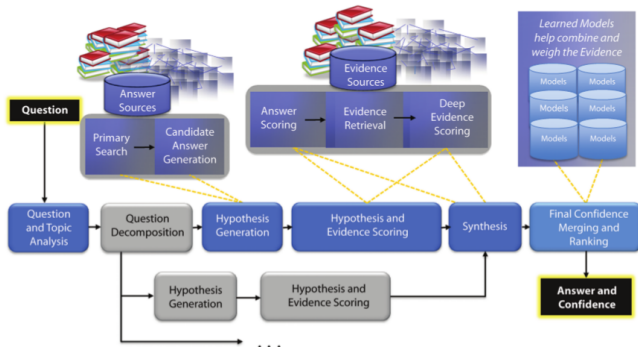 Learned Models
help combine and
weigh the Evidence
Models
Models
Models
Models
Models
Models
Answer
Sources
Evidence
Sources
Question
Primary
Search
Candidate
Answer
Generation
Answer
Scoring
Evidence
Retrieval
Deep
Evidence
Scoring
Question
and Topic
Analysis
Question
Decomposition
Hypothesis
Generation
Hypothesis and
Evidence Scoring
Synthesis
Final Confidence
Merging and
Ranking
Hypothesis
Generation
Hypothesis and
Evidence Scoring
Answer and
Confidence
...